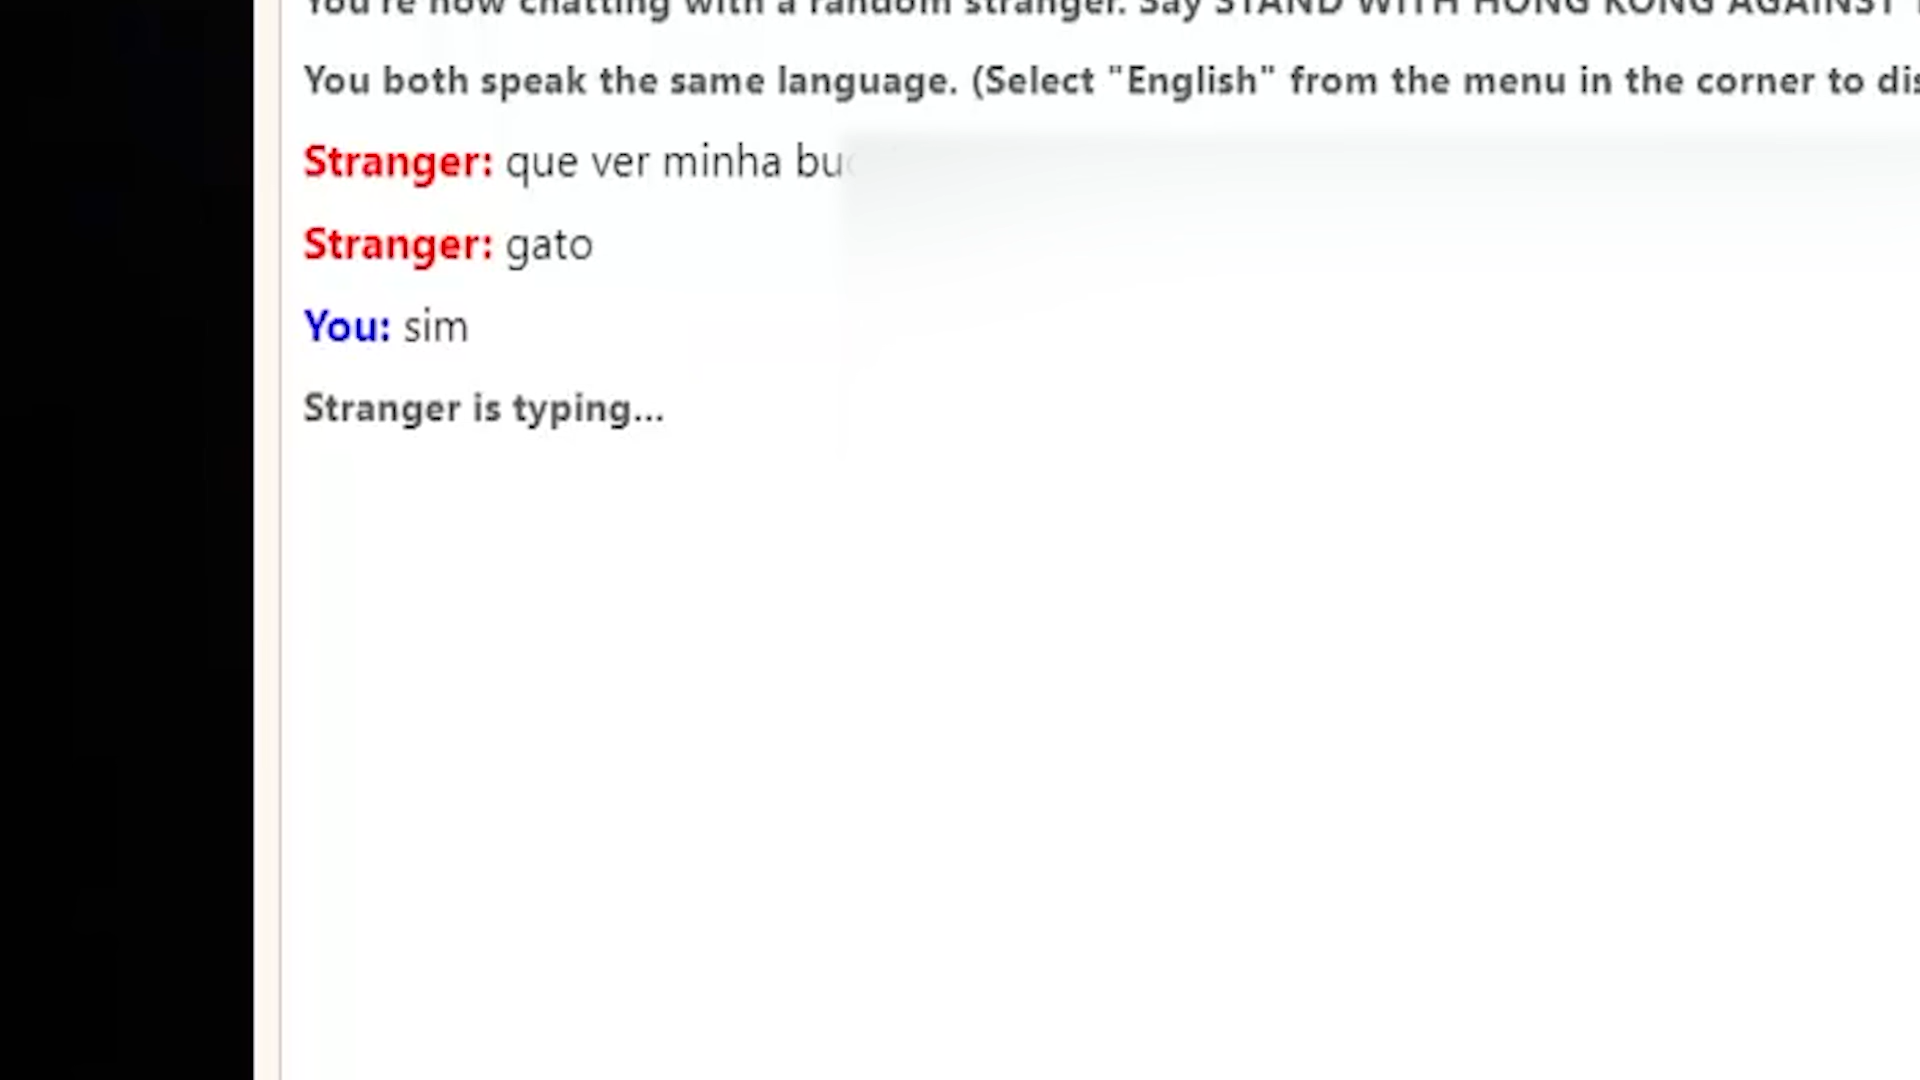 You're now chatting with a random stranger. Say STAND WITH HONG KONG AGAINST
You both speak the same language. (Select "English" from the menu in the corner to dis
Stranger: que ver minha bu
Stranger: gato
You: sim
Stranger is typing...